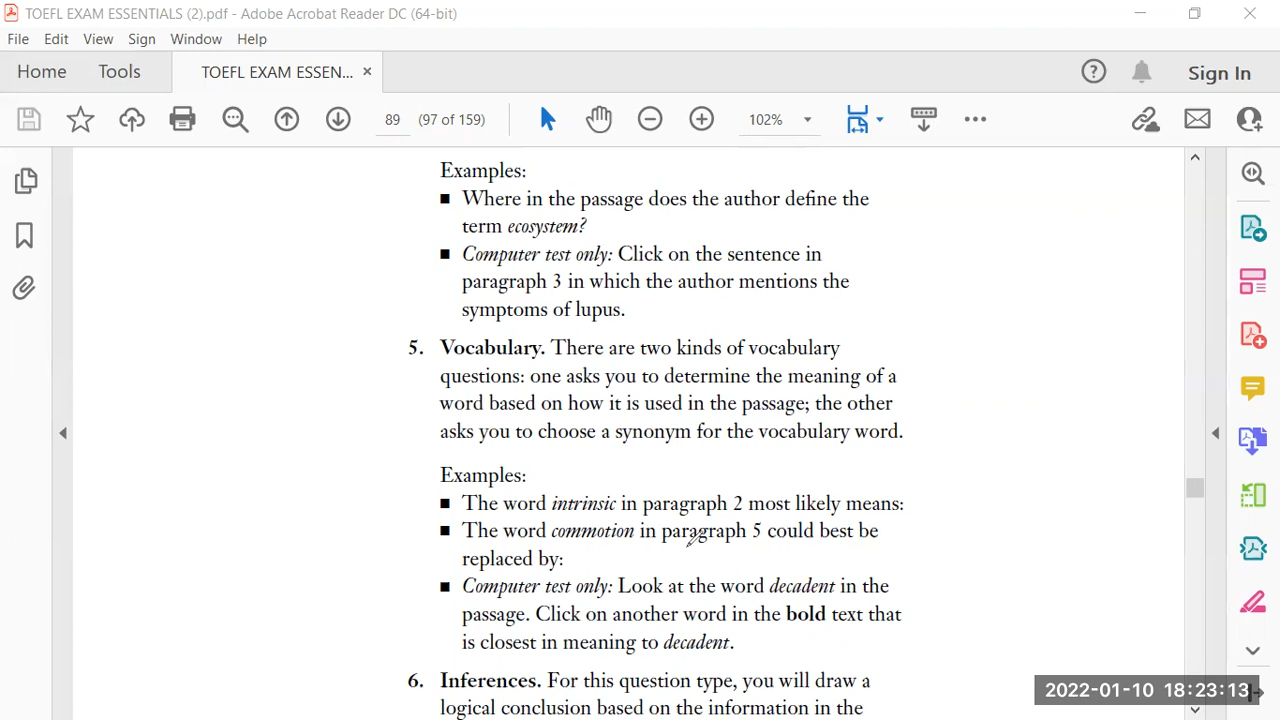 TOEFL EXAM ESSENTIALS (2).pdf - Adobe Acrobat Reader DC (64-bit)
File Edit View Sign Window Help
Home Tools TOEFL EXAM ESSEN... × Sign In
89 (97 of 159) 102%
Examples:
■ Where in the passage does the author define the
term ecosystem?
■ Computer test only: Click on the sentence in
paragraph 3 in which the author mentions the
symptoms of lupus.
5. Vocabulary. There are two kinds of vocabulary
questions: one asks you to determine the meaning of a
word based on how it is used in the passage; the other
asks you to choose a synonym for the vocabulary word.
Examples:
■ The word intrinsic in paragraph 2 most likely means:
■ The word commotion in paragraph 5 could best be
replaced by:
■ Computer test only: Look at the word decadent in the
passage. Click on another word in the bold text that
is closest in meaning to decadent.
6. Inferences. For this question type, you will draw a
logical conclusion based on the information in the
2022-01-10 18:23:13